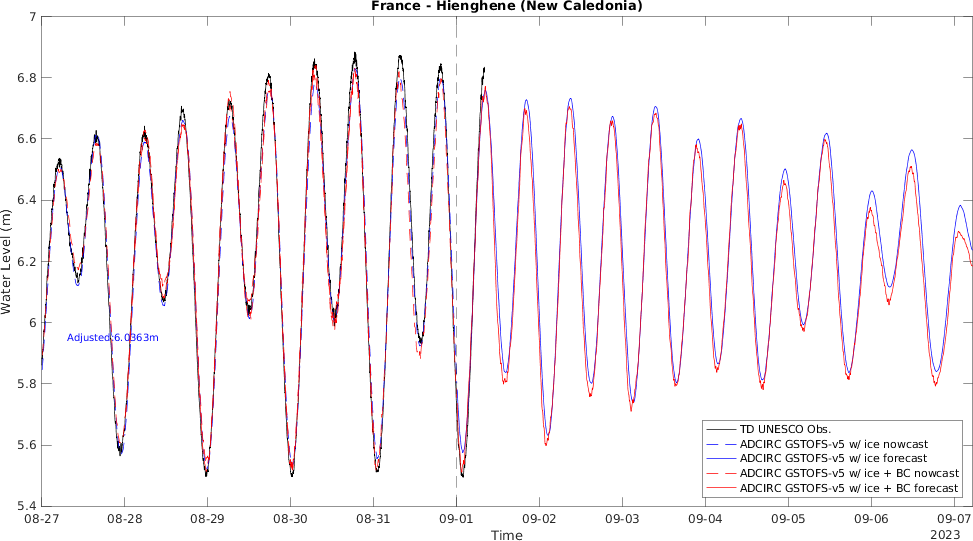 France - Hienghene (New Caledonia)
7
6.8
6.6
6.4
6.2
6
5.8
5.6
5.4
Water Level (m)
Adjusted:6.0363m
TD UNESCO Obs.
ADCIRC GSTOFS-v5 w/ ice nowcast
ADCIRC GSTOFS-v5 w/ ice forecast
ADCIRC GSTOFS-v5 w/ ice + BC nowcast
ADCIRC GSTOFS-v5 w/ ice + BC forecast
08-27 08-28 08-29 08-30 08-31 09-01 09-02 09-03 09-04 09-05 09-06 09-07
2023
Time